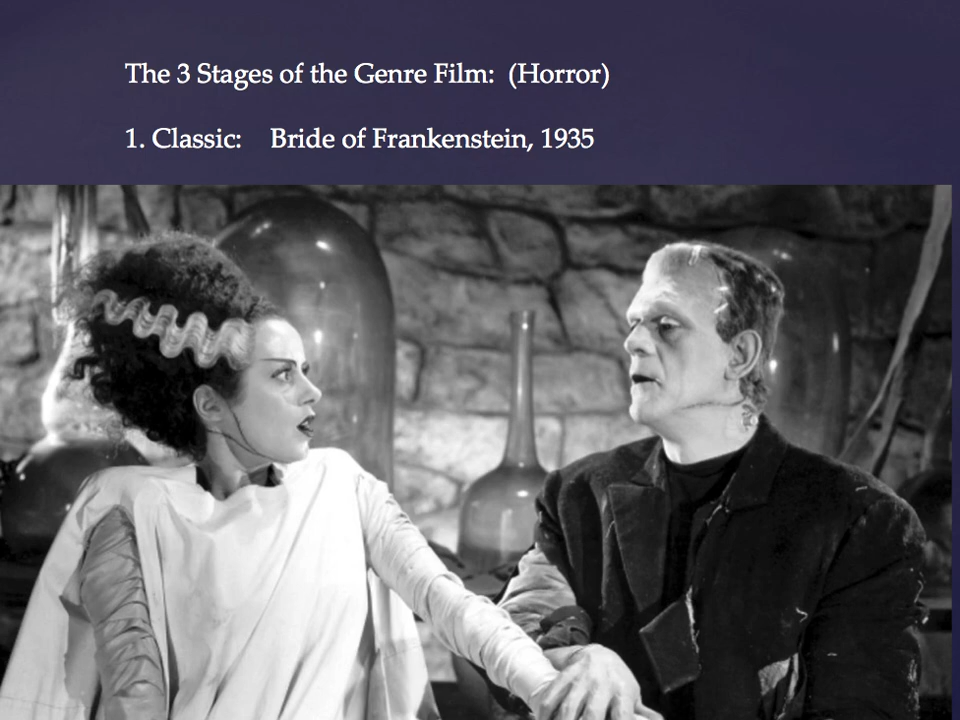 The 3 Stages of the Genre Film: (Horror)
1. Classic: Bride of Frankenstein, 1935